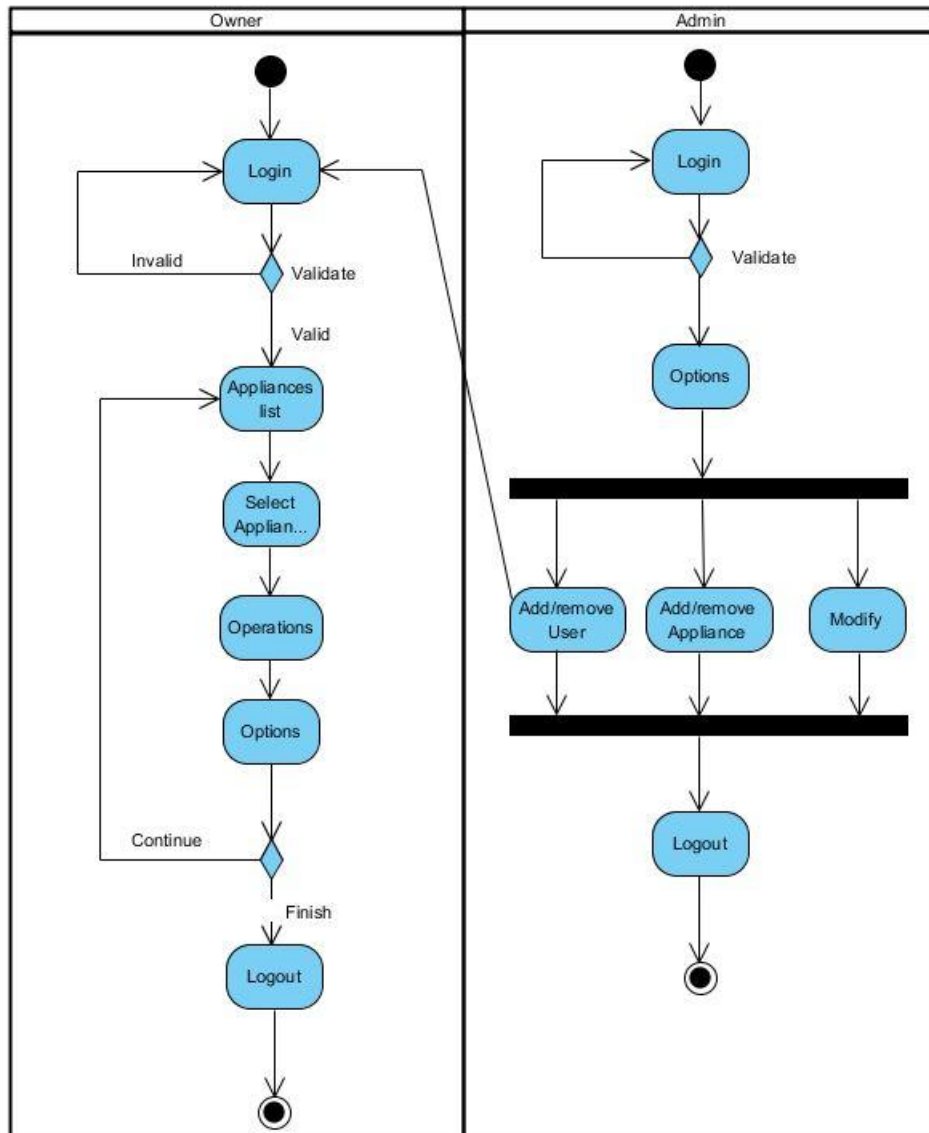 Owner
Admin
Login
Invalid
Validate
Valid
Appliances
list
Select
Applian...
Operations
Options
Continue
Finish
Logout
Login
Validate
Options
Add/remove
User
Add/remove
Appliance
Modify
Logout